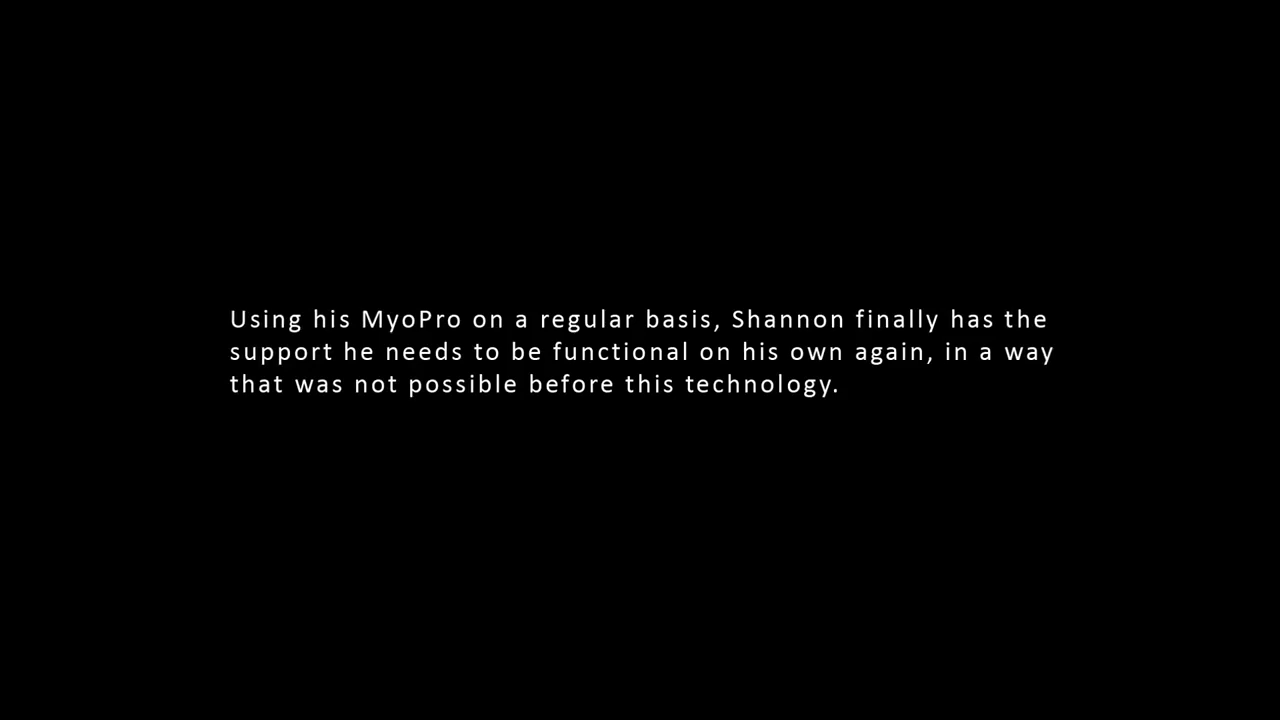 Using his MyoPro on a regular basis, Shannon finally has the
support he needs to be functional on his own again, in a way
that was not possible before this technology.